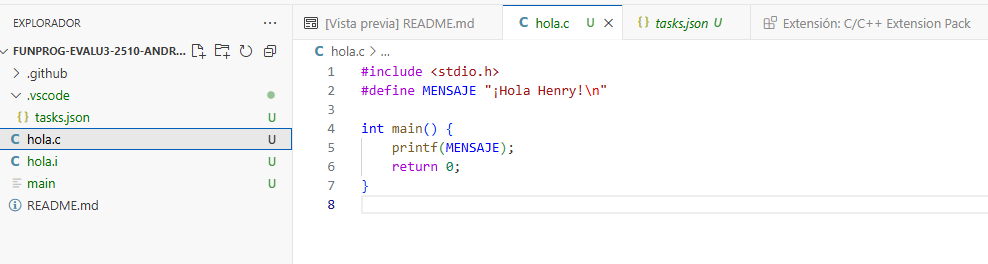 EXPLORADOR ...
FUNPROG-EVALU3-2510-ANDR...
.github
.vscode
{} tasks.json U
C hola.c U
C hola.i U
main U
README.md
[Vista previa] README.md
C hola.c U
{} tasks.json U
Extensión: C/C++ Extension Pack
C hola.c > ...
1 #include <stdio.h>
2 #define MENSAJE "¡Hola Henry!\n"
3
4 int main() {
5     printf(MENSAJE);
6     return 0;
7 }
8